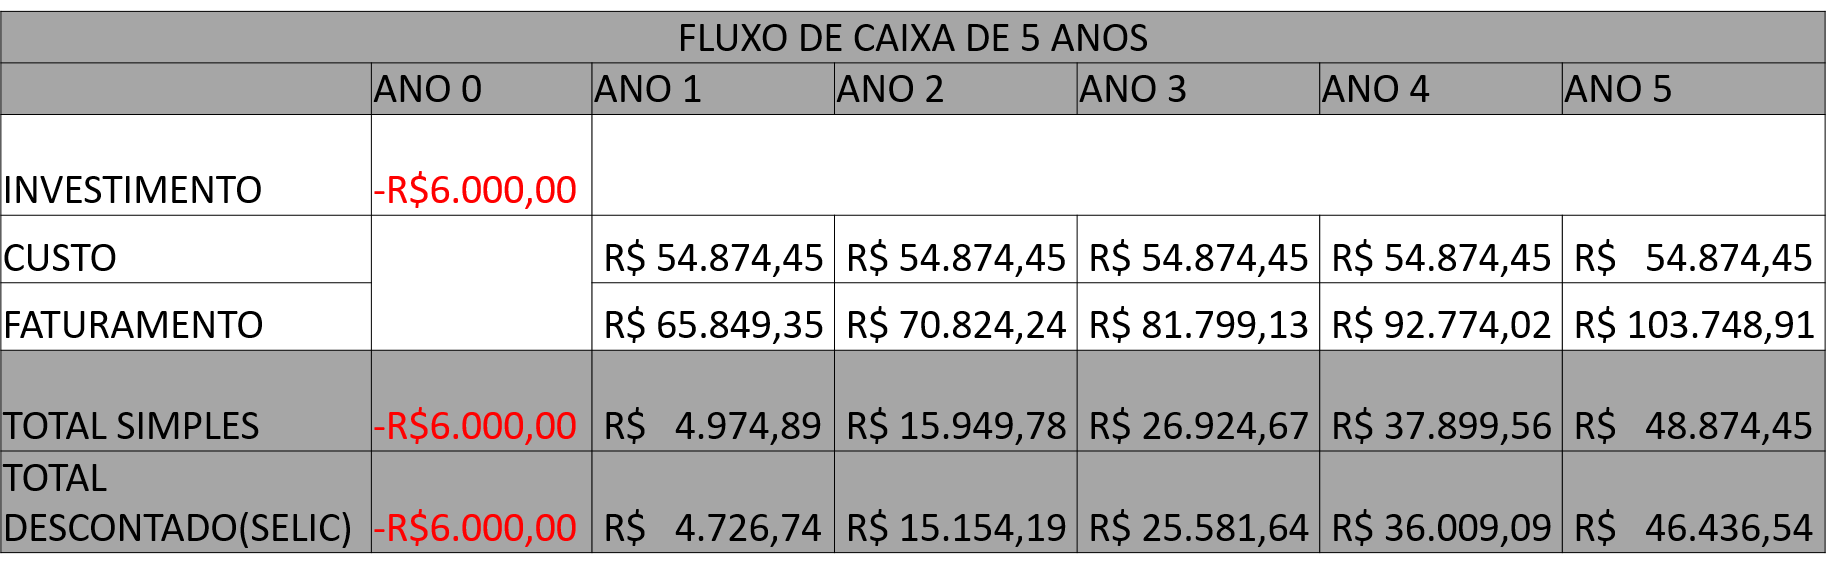 FLUXO DE CAIXA DE 5 ANOS
ANO 0 ANO 1 ANO 2 ANO 3 ANO 4 ANO 5
INVESTIMENTO -R$6.000,00
CUSTO R$ 54.874,45 R$ 54.874,45 R$ 54.874,45 R$ 54.874,45 R$ 54.874,45
FATURAMENTO R$ 65.849,35 R$ 70.824,24 R$ 81.799,13 R$ 92.774,02 R$ 103.748,91
TOTAL SIMPLES -R$6.000,00 R$ 4.974,89 R$ 15.949,78 R$ 26.924,67 R$ 37.899,56 R$ 48.874,45
TOTAL
DESCONTADO(SELIC) -R$6.000,00 R$ 4.726,74 R$ 15.154,19 R$ 25.581,64 R$ 36.009,09 R$ 46.436,54